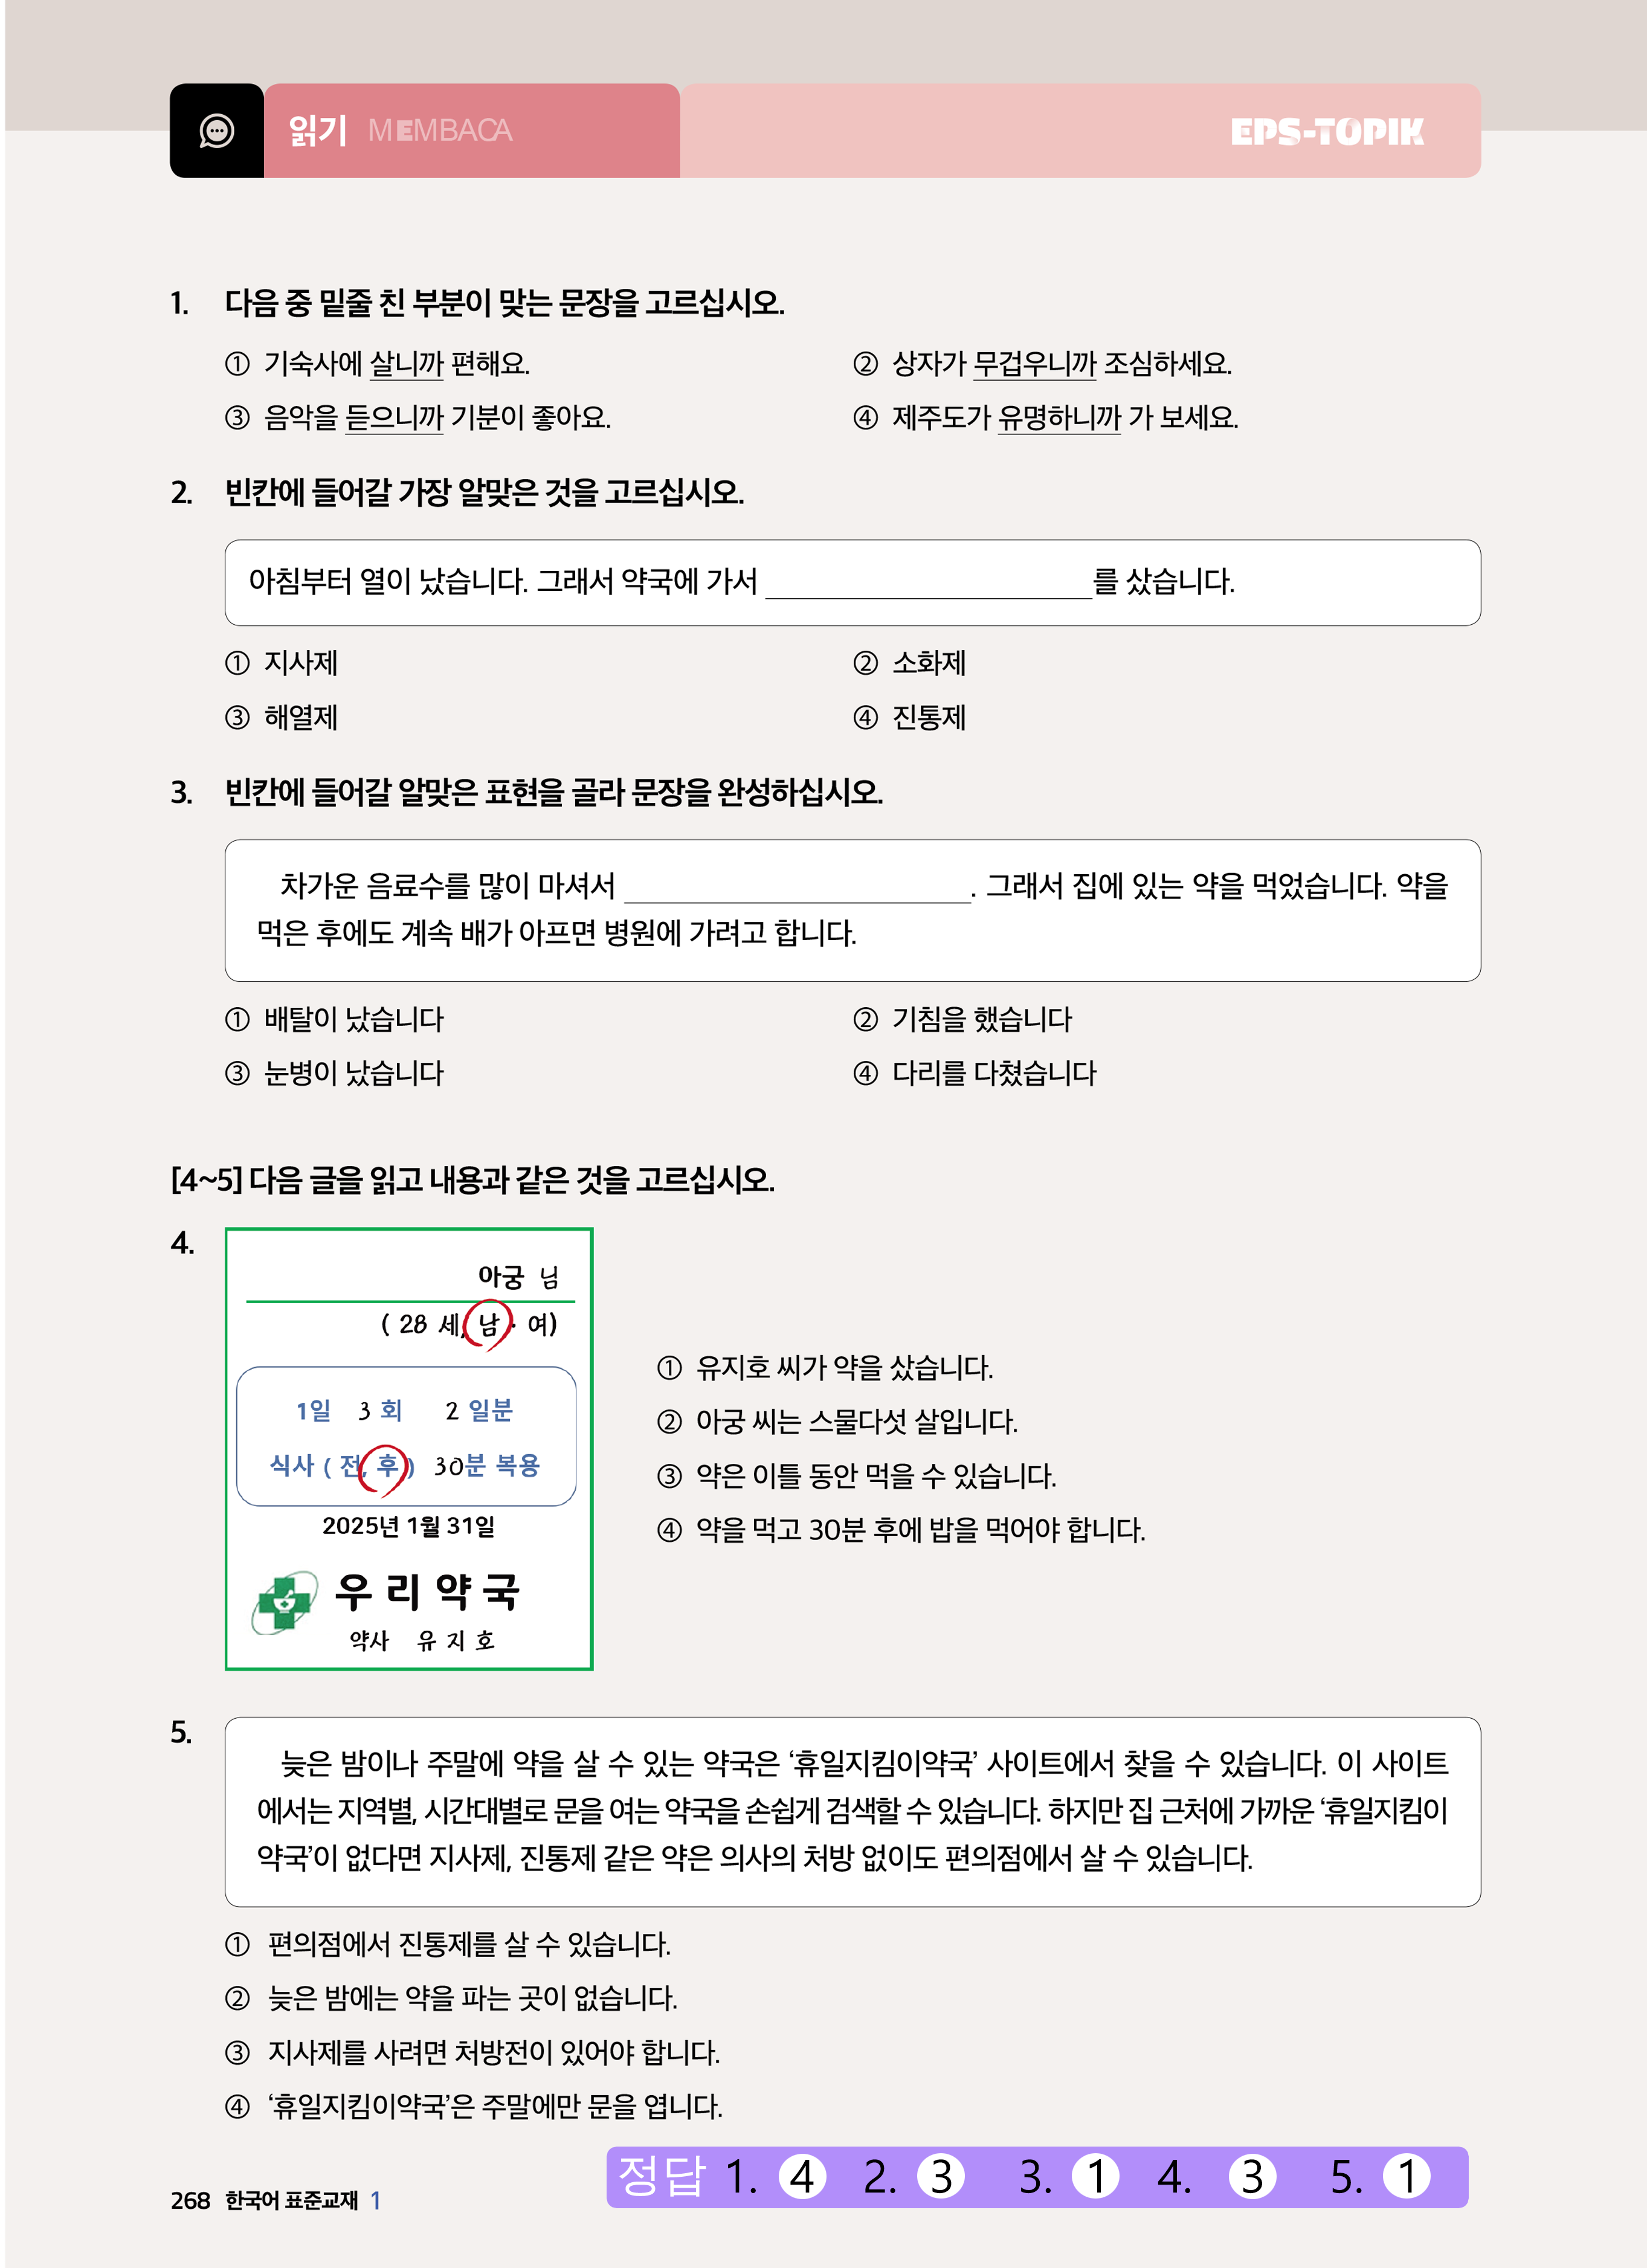 읽기 MEMBACA
EPS-TOPIK
1. 다음 중 밑줄 친 부분이 맞는 문장을 고르십시오.
① 기숙사에 살니까 편해요.
② 상자가 무겁우니까 조심하세요.
③ 음악을 듣으니까 기분이 좋아요.
④ 제주도가 유명하니까 가 보세요.
2. 빈칸에 들어갈 가장 알맞은 것을 고르십시오.
아침부터 열이 났습니다. 그래서 약국에 가서 ____________________를 샀습니다.
① 지사제
② 소화제
③ 해열제
④ 진통제
3. 빈칸에 들어갈 알맞은 표현을 골라 문장을 완성하십시오.
차가운 음료수를 많이 마셔서 ____________________. 그래서 집에 있는 약을 먹었습니다. 약을
먹은 후에도 계속 배가 아프면 병원에 가려고 합니다.
① 배탈이 났습니다
② 기침을 했습니다
③ 눈병이 났습니다
④ 다리를 다쳤습니다
[4~5] 다음 글을 읽고 내용과 같은 것을 고르십시오.
4.
아궁 님
( 28 세, 남 · 여)
1일 3 회 2 일분
식사 ( 전, 후 ) 30분 복용
2025년 1월 31일
우리약국
약사 유지호
① 유지호 씨가 약을 샀습니다.
② 아궁 씨는 스물다섯 살입니다.
③ 약은 이틀 동안 먹을 수 있습니다.
④ 약을 먹고 30분 후에 밥을 먹어야 합니다.
5.
늦은 밤이나 주말에 약을 살 수 있는 약국은 ‘휴일지킴이약국’ 사이트에서 찾을 수 있습니다. 이 사이트
에서는 지역별, 시간대별로 문을 여는 약국을 손쉽게 검색할 수 있습니다. 하지만 집 근처에 가까운 ‘휴일지킴이
약국’이 없다면 지사제, 진통제 같은 약은 의사의 처방 없이도 편의점에서 살 수 있습니다.
① 편의점에서 진통제를 살 수 있습니다.
② 늦은 밤에는 약을 파는 곳이 없습니다.
③ 지사제를 사려면 처방전이 있어야 합니다.
④ ‘휴일지킴이약국’은 주말에만 문을 엽니다.
정답 1. 4 2. 3 3. 1 4. 3 5. 1
268 한국어 표준교재 1